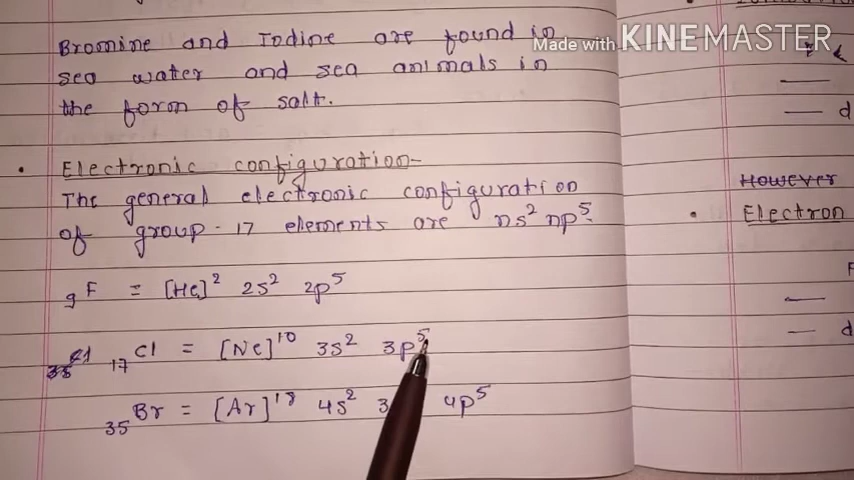 Made with KINEMASTER
Bromine and Iodine are found in
sea water and sea animals in
the form of salt.
• Electronic configuration-
The general electronic configuration
of group-17 elements are ns² np⁵.
₉F = [He]² 2s² 2p⁵
₁₇Cl = [Ne]¹⁰ 3s² 3p⁵
₃₅Br = [Ar]¹⁸ 4s² 3 4p⁵
— d
However
• Electron
— d